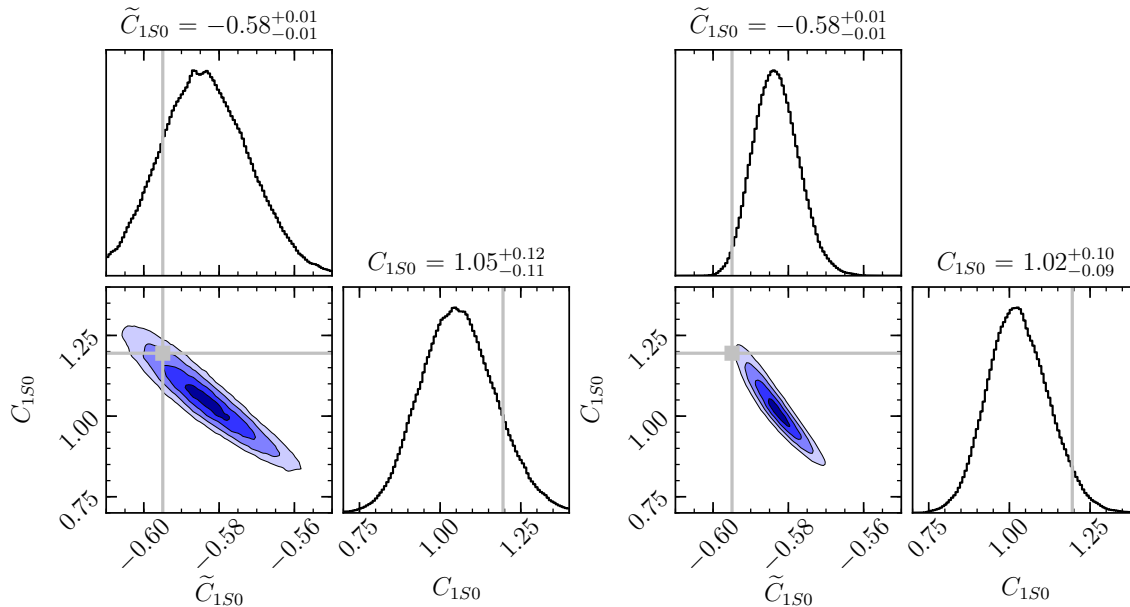 C̃₁S₀ = −0.58 +0.01 −0.01
C₁S₀ = 1.05 +0.12 −0.11
C₁S₀
1.25
1.00
0.75
−0.60
−0.58
−0.56
C̃₁S₀
0.75
1.00
1.25
C₁S₀
C̃₁S₀ = −0.58 +0.01 −0.01
C₁S₀ = 1.02 +0.10 −0.09
C₁S₀
1.25
1.00
0.75
−0.60
−0.58
−0.56
C̃₁S₀
0.75
1.00
1.25
C₁S₀